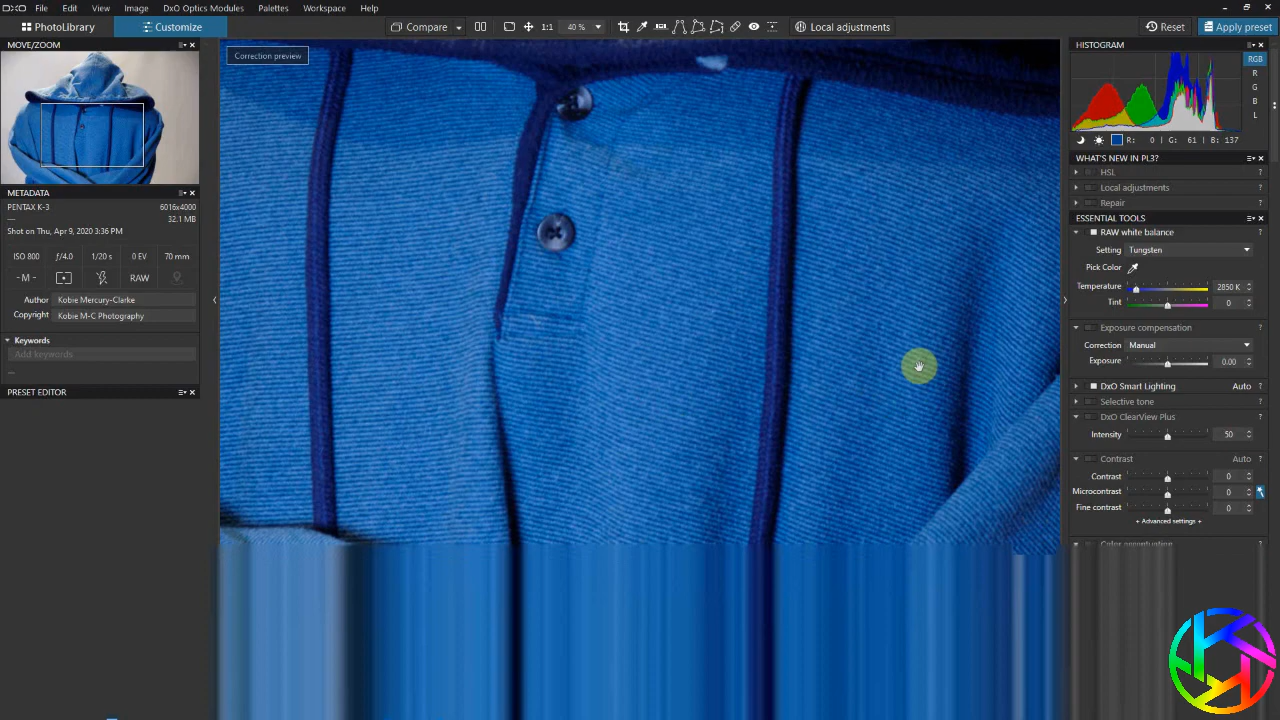 DXO File Edit View Image DxO Optics Modules Palettes Workspace Help
PhotoLibrary Customize Compare 1:1 40 % Local adjustments Reset Apply preset
MOVE/ZOOM
Correction preview
METADATA
PENTAX K-3 6016x4000
32.1 MB
Shot on Thu, Apr 9, 2020 3:36 PM
ISO 800 ƒ/4.0 1/20 s 0 EV 70 mm
- M - RAW
Author Kobie Mercury-Clarke
Copyright Kobie M-C Photography
Keywords
Add keywords
PRESET EDITOR
HISTOGRAM
RGB
R
G
B
L
R: 0 G: 61 B: 137
WHAT'S NEW IN PL3?
HSL ?
Local adjustments ?
Repair ?
ESSENTIAL TOOLS
RAW white balance ?
Setting Tungsten
Pick Color
Temperature 2850 K
Tint 0
Exposure compensation ?
Correction Manual
Exposure 0.00
DxO Smart Lighting Auto ?
Selective tone ?
DxO ClearView Plus ?
Intensity 50
Contrast Auto ?
Contrast 0
Microcontrast 0
Fine contrast 0
+ Advanced settings +